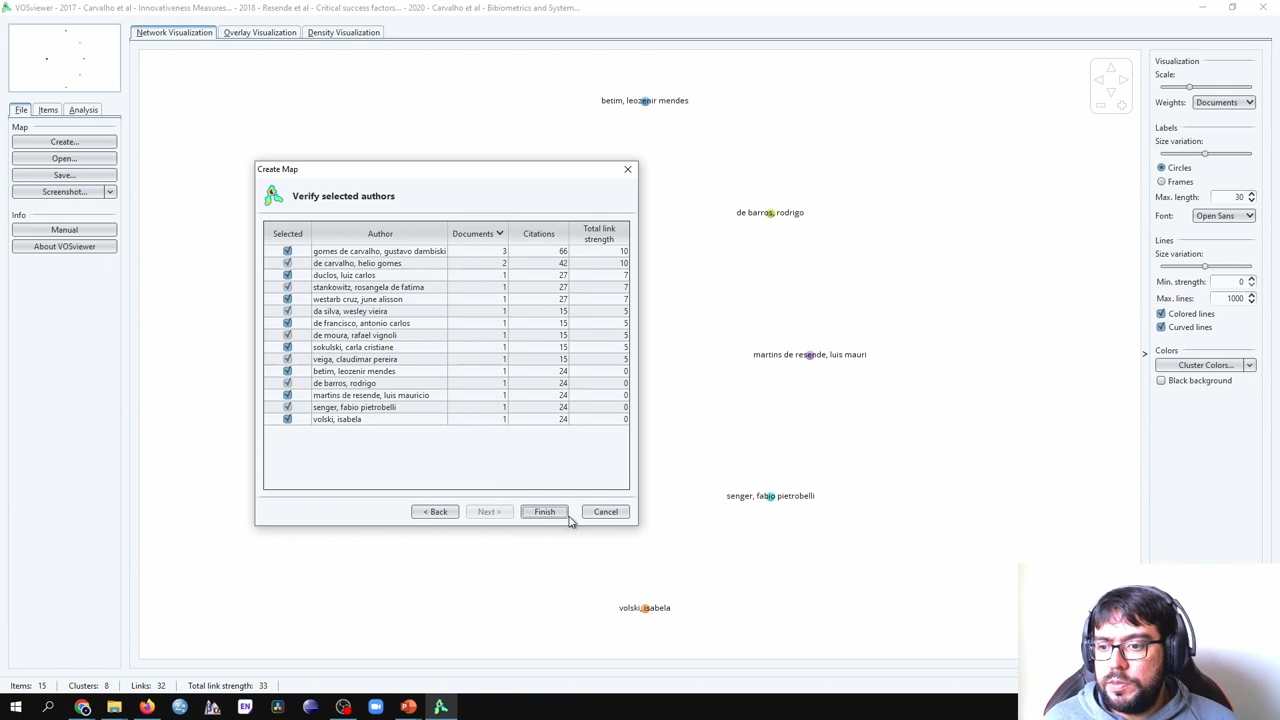 VOSviewer - 2017 - Carvalho et al - Innovativeness Measures... - 2018 - Resende et al - Critical success factors... - 2020 - Carvalho et al - Bibiometrics and System...
Network Visualization Overlay Visualization Density Visualization
File Items Analysis
Map
Create...
Open...
Save...
Screenshot...
Info
Manual
About VOSviewer
betim, leozenir mendes
de barros, rodrigo
martins de resende, luis mauri
senger, fabio pietrobelli
volski, isabela
Create Map
Verify selected authors
Selected Author Documents Citations Total link strength
gomes de carvalho, gustavo dambiski 3 66 10
de carvalho, helio gomes 2 42 10
duclos, luiz carlos 1 27 7
stankowitz, rosangela de fatima 1 27 7
westarb cruz, june alisson 1 27 7
da silva, wesley vieira 1 15 5
de francisco, antonio carlos 1 15 5
de moura, rafael vignoli 1 15 5
sokulski, carla cristiane 1 15 5
veiga, claudimar pereira 1 15 5
betim, leozenir mendes 1 24 0
de barros, rodrigo 1 24 0
martins de resende, luis mauricio 1 24 0
senger, fabio pietrobelli 1 24 0
volski, isabela 1 24 0
< Back Next > Finish Cancel
Visualization
Scale:
Weights: Documents
Labels
Size variation:
Circles
Frames
Max. length: 30
Font: Open Sans
Lines
Size variation:
Min. strength: 0
Max. lines: 1000
Colored lines
Curved lines
Colors
Cluster Colors...
Black background
Items: 15 Clusters: 8 Links: 32 Total link strength: 33
EN